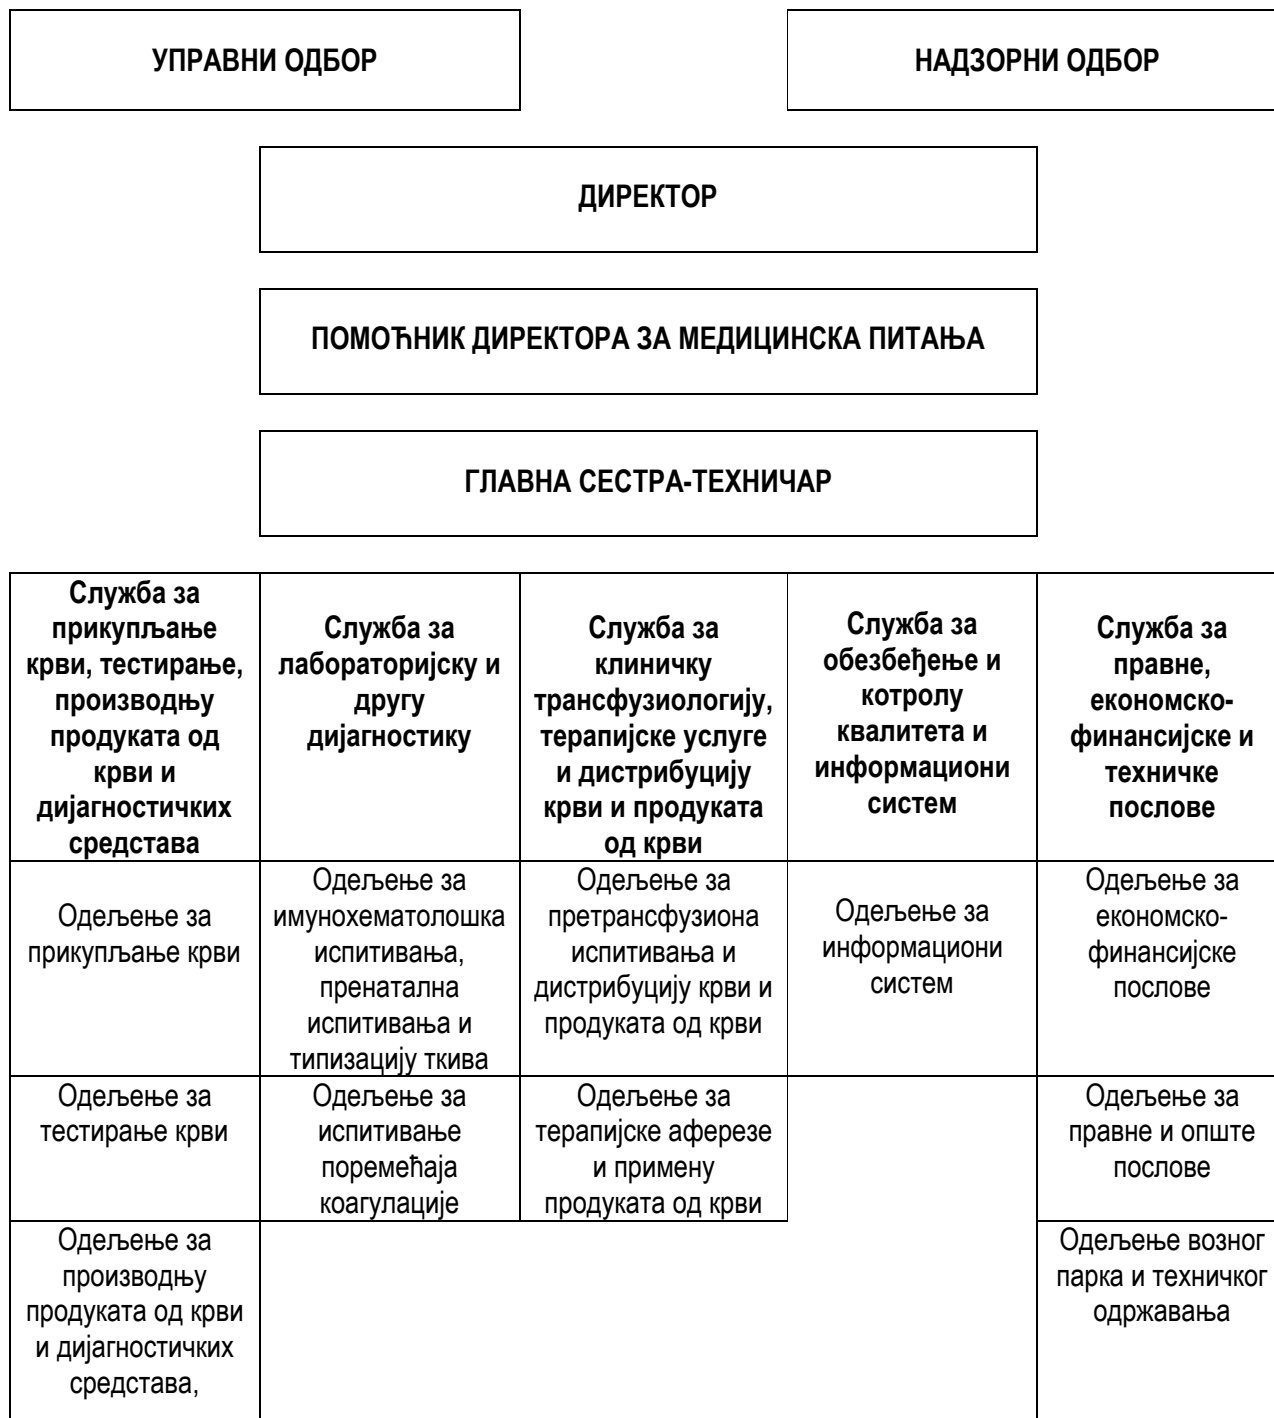 УПРАВНИ ОДБОР
НАДЗОРНИ ОДБОР
ДИРЕКТОР
ПОМОЋНИК ДИРЕКТОРА ЗА МЕДИЦИНСКА ПИТАЊА
ГЛАВНА СЕСТРА-ТЕХНИЧАР
Служба за
прикупљање
крви, тестирање,
производњу
продуката од
крви и
дијагностичких
средстава
Служба за
лабораторијску и
другу
дијагностику
Служба за
клиничку
трансфузиологију,
терапијске услуге
и дистрибуцију
крви и продуката
од крви
Служба за
обезбеђење и
котролу
квалитета и
информациони
систем
Служба за
правне,
економско-
финансијске и
техничке
послове
Одељење за
прикупљање крви
Одељење за
имунохематолошка
испитивања,
пренатална
испитивања и
типизацију ткива
Одељење за
претрансфузиона
испитивања и
дистрибуцију крви и
продуката од крви
Одељење за
информациони
систем
Одељење за
економско-
финансијске
послове
Одељење за
тестирање крви
Одељење за
испитивање
поремећаја
коагулације
Одељење за
терапијске аферезе
и примену
продуката од крви
Одељење за
правне и опште
послове
Одељење за
производњу
продуката од крви
и дијагностичких
средстава,
Одељење возног
парка и техничког
одржавања